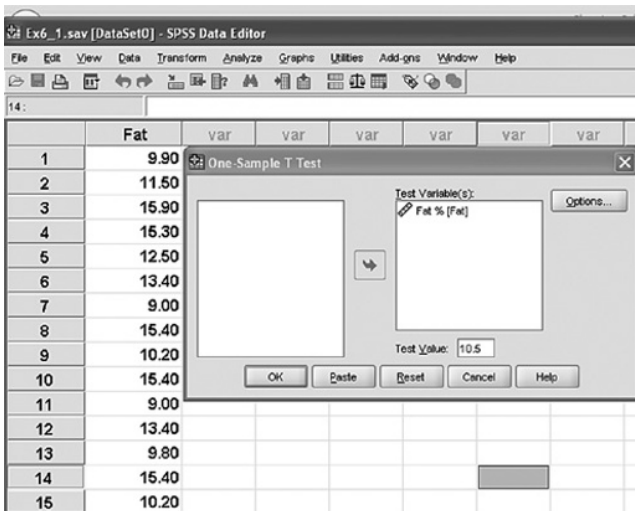 Ex6_1.sav [DataSet0] - SPSS Data Editor
File Edit View Data Transform Analyze Graphs Utilities Add-ons Window Help
14 :
Fat var var var var var var
1 9.90
2 11.50
3 15.90
4 15.30
5 12.50
6 13.40
7 9.00
8 15.40
9 10.20
10 15.40
11 9.00
12 13.40
13 9.80
14 15.40
15 10.20
One-Sample T Test
Test Variable(s):
Fat % [Fat]
Options...
Test Value: 10.5
OK Paste Reset Cancel Help